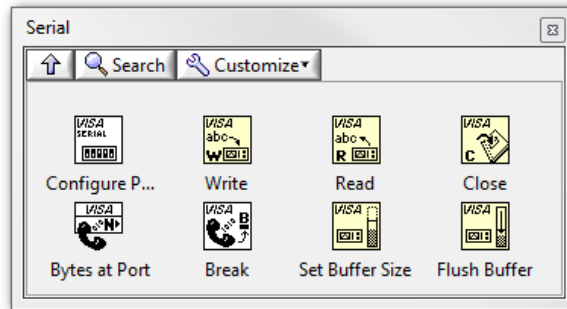 Serial
Search Customize
VISA SERIAL
VISA abc W
VISA abc R
VISA C
Configure P... Write Read Close
VISA N
VISA B
VISA
VISA
Bytes at Port Break Set Buffer Size Flush Buffer